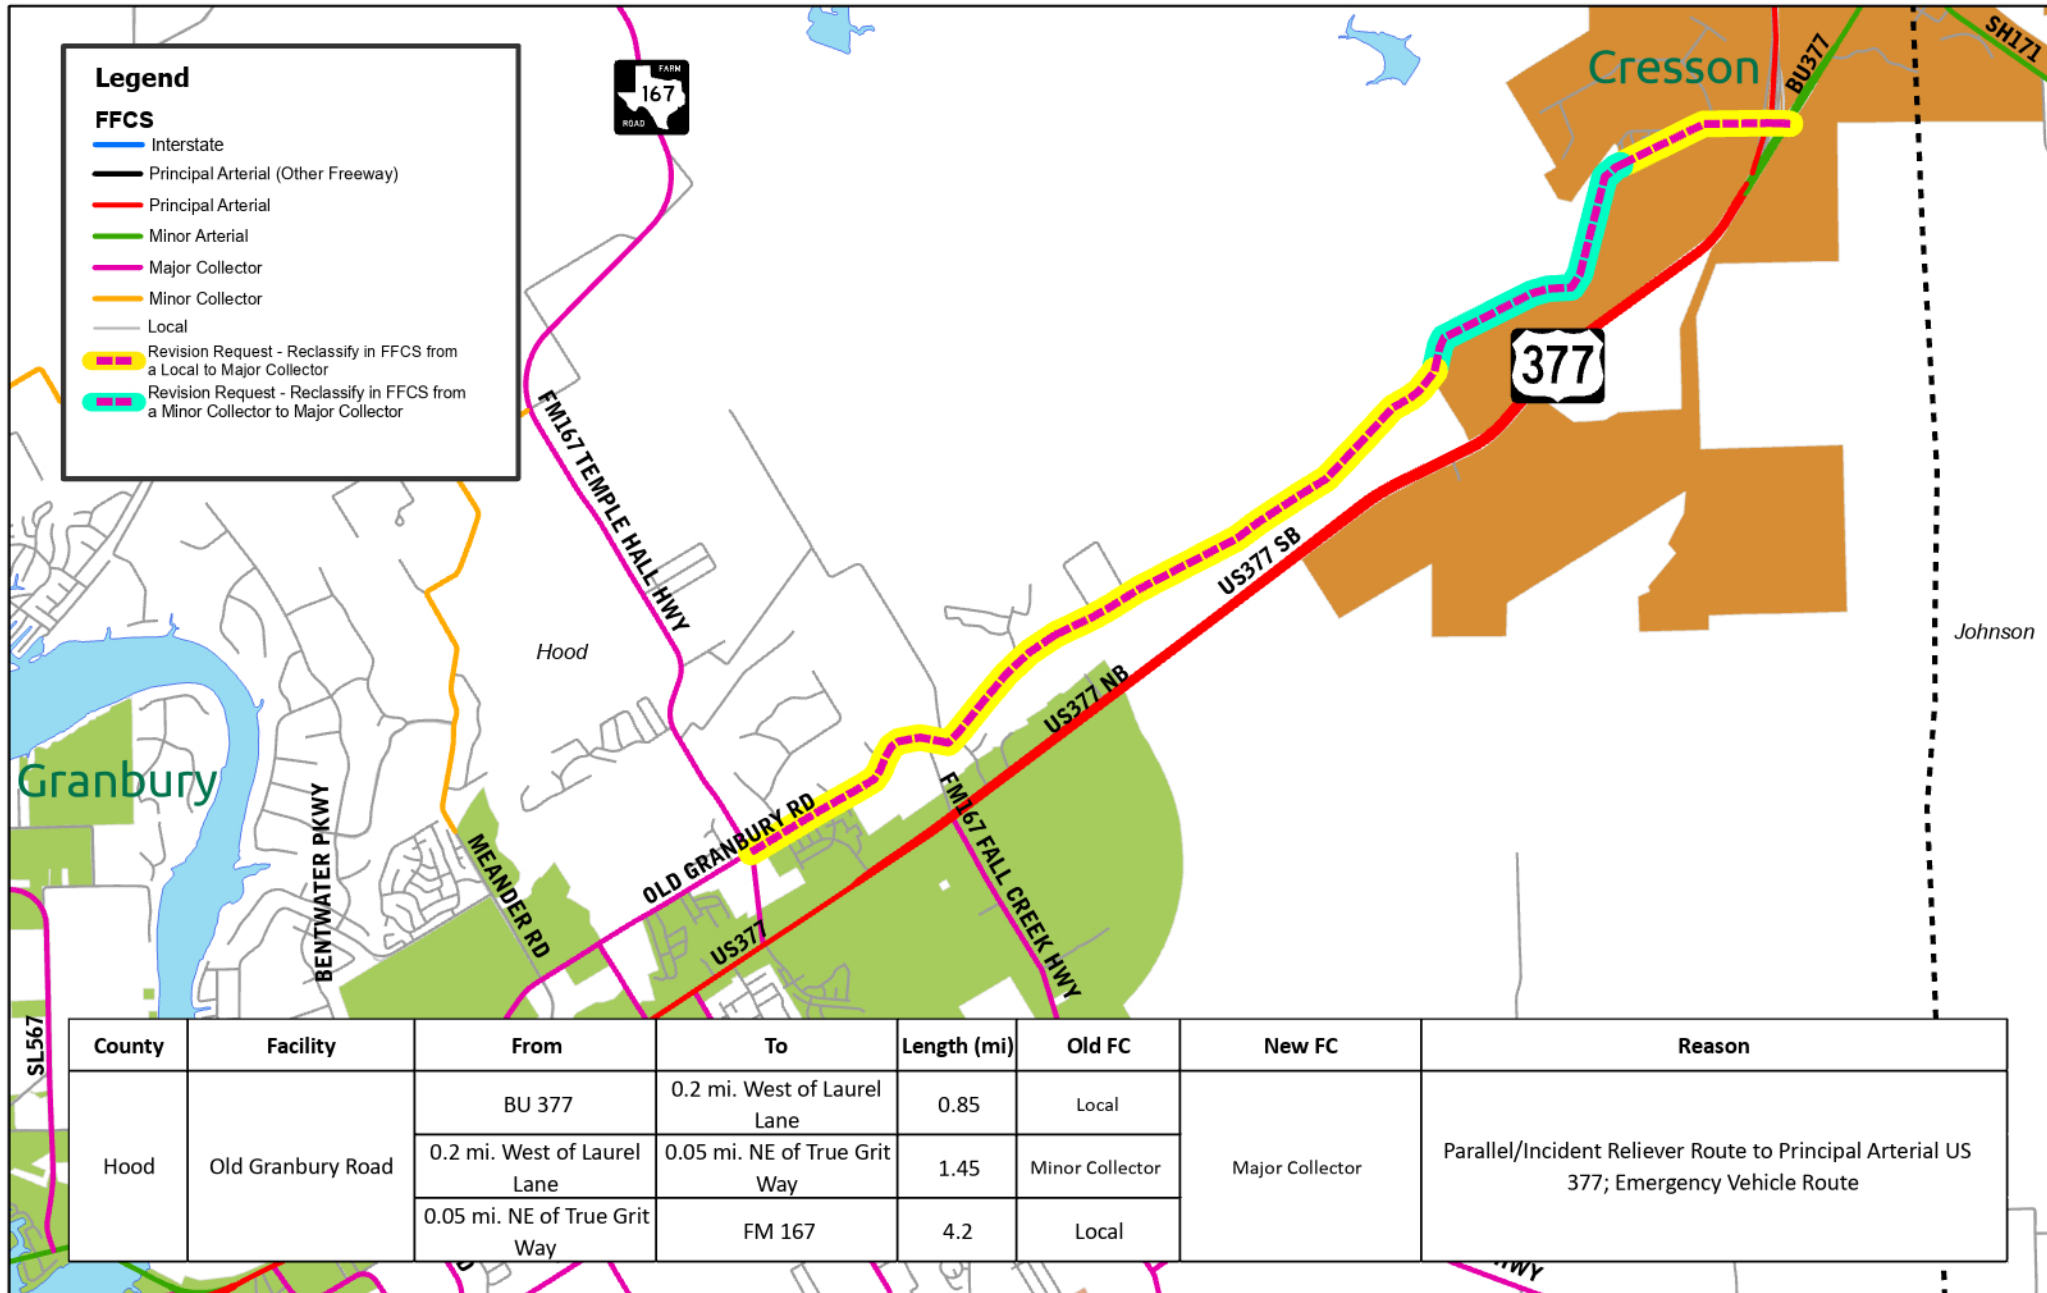 Legend
FFCS
Interstate
Principal Arterial (Other Freeway)
Principal Arterial
Minor Arterial
Major Collector
Minor Collector
Local
Revision Request - Reclassify in FFCS from
a Local to Major Collector
Revision Request - Reclassify in FFCS from
a Minor Collector to Major Collector
FARM
167
ROAD
Cresson
BU377
SH171
377
FM167 TEMPLE HALL HWY
US377 SB
Hood
Johnson
US377 NB
Granbury
BENTWATER PKWY
MEANDER RD
OLD GRANBURY RD
US377
FM167 FALL CREEK HWY
SL567
County
Facility
From
To
Length (mi)
Old FC
New FC
Reason
Hood
Old Granbury Road
BU 377
0.2 mi. West of Laurel
Lane
0.85
Local
0.2 mi. West of Laurel
Lane
0.05 mi. NE of True Grit
Way
1.45
Minor Collector
0.05 mi. NE of True Grit
Way
FM 167
4.2
Local
Major Collector
Parallel/Incident Reliever Route to Principal Arterial US
377; Emergency Vehicle Route
HWY